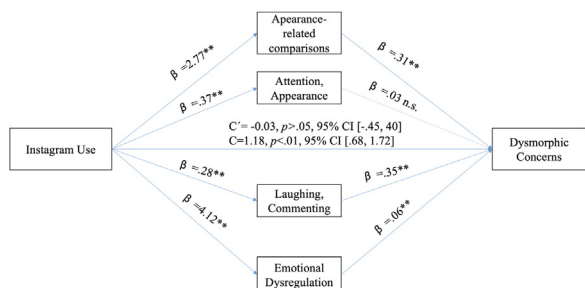 Apearance-
related
comparisons
β =2.77**
β =.31**
Attention,
Appearance
β =.37**
β =.03 n.s.
C´= -0.03, p>.05, 95% CI [-.45, 40]
C=1.18, p<.01, 95% CI [.68, 1.72]
Instagram Use
Dysmorphic
Concerns
β =.28**
β =.35**
Laughing,
Commenting
β =4.12**
β =.06**
Emotional
Dysregulation